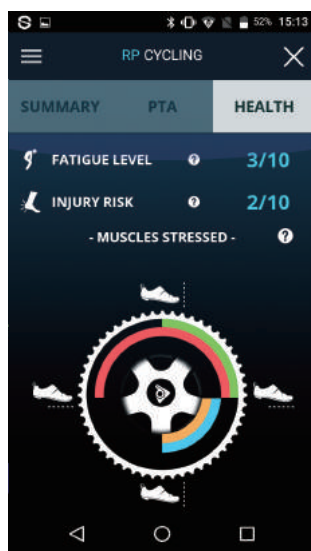 52% 15:13
RP CYCLING
SUMMARY PTA HEALTH
FATIGUE LEVEL ? 3/10
INJURY RISK ? 2/10
- MUSCLES STRESSED - ?